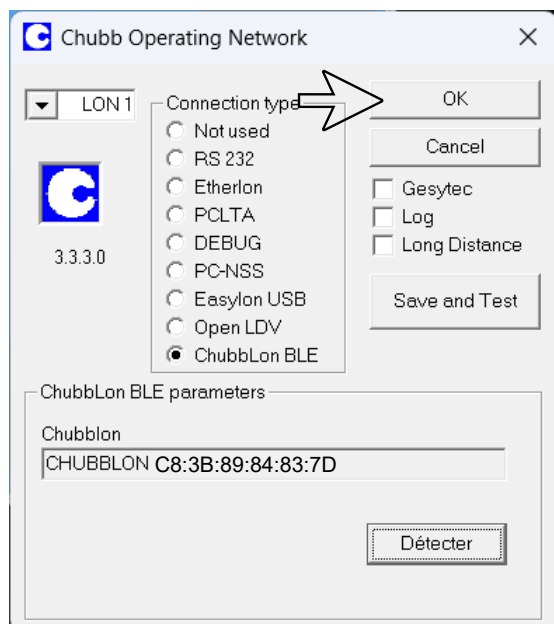 Chubb Operating Network
LON 1
Connection type
Not used
RS 232
Etherlon
PCLTA
DEBUG
PC-NSS
Easylon USB
Open LDV
ChubbLon BLE
3.3.3.0
OK
Cancel
Gesytec
Log
Long Distance
Save and Test
ChubbLon BLE parameters
Chubblon
CHUBBLON C8:3B:89:84:83:7D
Détecter